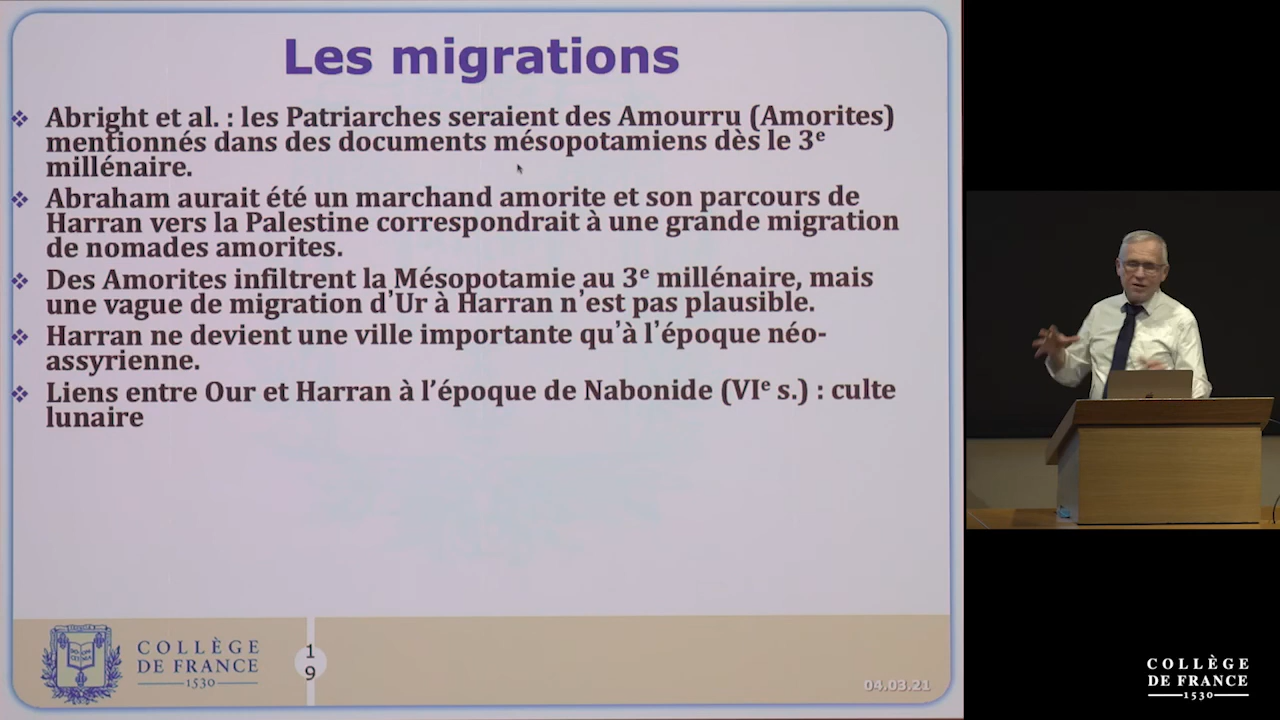 Les migrations
Abright et al. : les Patriarches seraient des Amourru (Amorites)
mentionnés dans des documents mésopotamiens dès le 3e
millénaire.
Abraham aurait été un marchand amorite et son parcours de
Harran vers la Palestine correspondrait à une grande migration
de nomades amorites.
Des Amorites infiltrent la Mésopotamie au 3e millénaire, mais
une vague de migration d’Ur à Harran n’est pas plausible.
Harran ne devient une ville importante qu’à l’époque néo-
assyrienne.
Liens entre Our et Harran à l’époque de Nabonide (VIe s.) : culte
lunaire
COLLÈGE
DE FRANCE
1530
1
9
04.03.21
COLLÈGE
DE FRANCE
1530